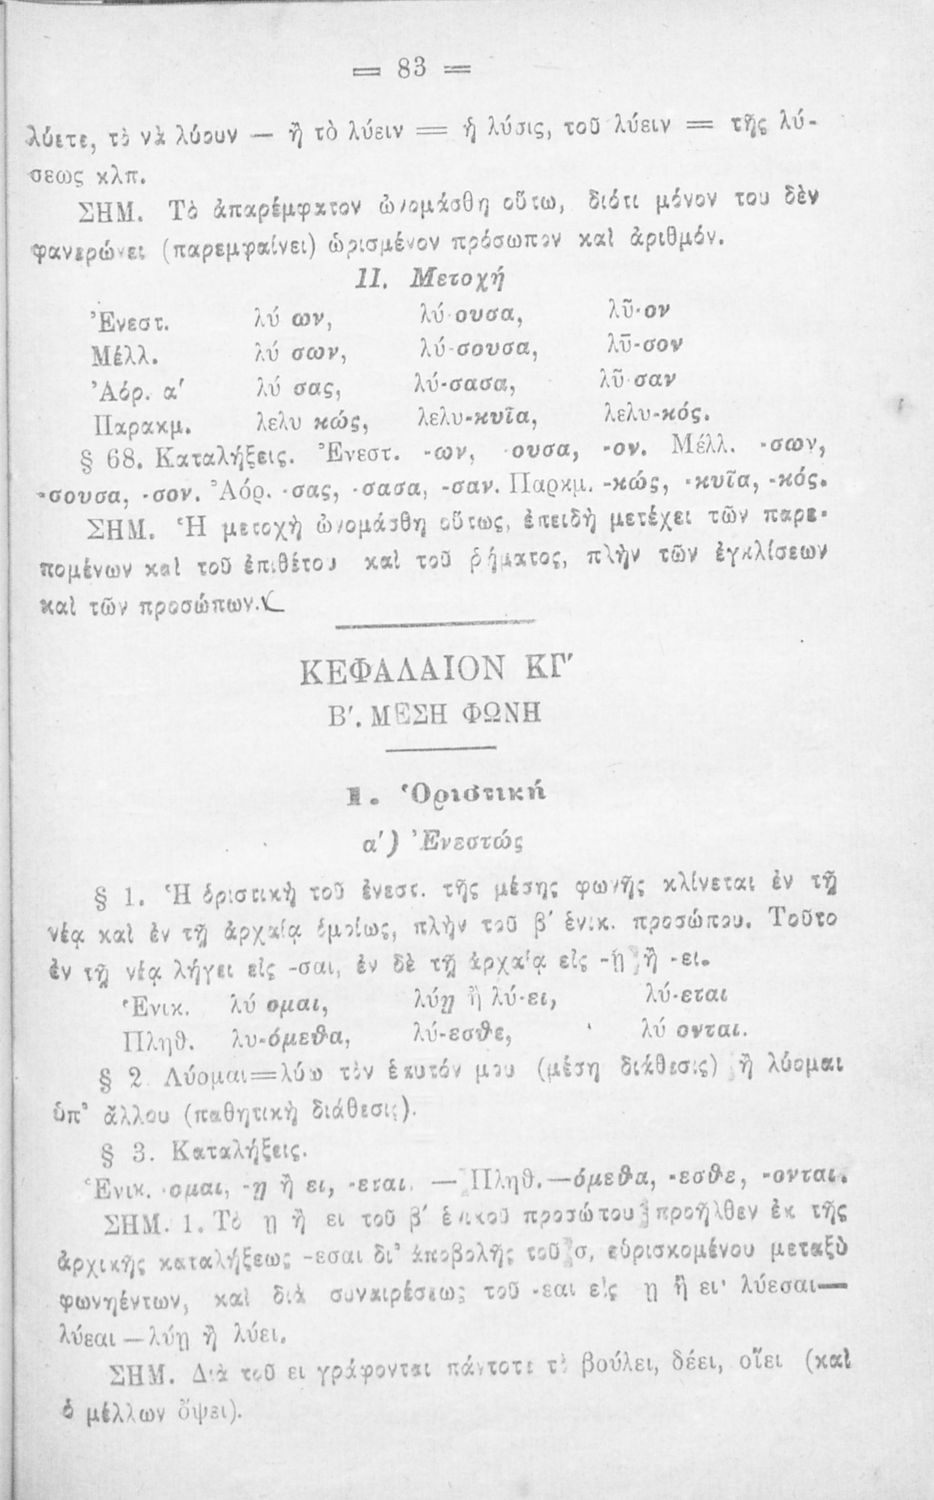 = 83 =
λύετε, τὸ νὰ λύουν — ἢ τὸ λύειν = ἡ λύσις, τοῦ λύειν = τῆς λύ-
σεως κλπ.
ΣΗΜ. Τὸ ἀπαρέμφατον ὠνομάσθη οὕτω, διότι μόνον του δὲν
φανερώνει (παρεμφαίνει) ὡρισμένον πρόσωπον καὶ ἀριθμόν.
II. Μετοχή
Ἐνεστ. λύ ων, λύ-ουσα, λῦ-ον
Μέλλ. λύ σων, λύ-σουσα, λῦ-σον
Ἀόρ. α′ λύ σας, λύ-σασα, λῦ-σαν
Παρακμ. λελυ κώς, λελυ-κυῖα, λελυ-κός.
§ 68. Καταλήξεις. Ἐνεστ. -ων, -ουσα, -ον. Μέλλ. -σων,
-σουσα, -σον. Ἀόρ. -σας, -σασα, -σαν. Παρκμ. -κώς, -κυῖα, -κός.
ΣΗΜ. Ἡ μετοχὴ ὠνομάσθη οὕτως, ἐπειδὴ μετέχει τῶν παρε-
πομένων καὶ τοῦ ἐπιθέτου καὶ τοῦ ῥήματος, πλὴν τῶν ἐγκλίσεων
καὶ τῶν προσώπων.
ΚΕΦΑΛΑΙΟΝ ΚΓ′
Β′. ΜΕΣΗ ΦΩΝΗ
I. Ὁριστική
α′) Ἐνεστώς
§ 1. Ἡ ὁριστικὴ τοῦ ἐνεστ. τῆς μέσης φωνῆς κλίνεται ἐν τῇ
νέᾳ καὶ ἐν τῇ ἀρχαίᾳ ὁμοίως, πλὴν τοῦ β′ ἑνικ. προσώπου. Τοῦτο
ἐν τῇ νέᾳ λήγει εἰς -σαι, ἐν δὲ τῇ ἀρχαίᾳ εἰς -ῃ ἢ -ει.
Ἑνικ. λύ ομαι, λύῃ ἢ λύ-ει, λύ-εται
Πληθ. λυ-όμεθα, λύ-εσθε, λύ ονται.
§ 2 Λύομαι=λύω τὸν ἑαυτόν μου (μέση διάθεσις) ἢ λύομαι
ὑπ' ἄλλου (παθητικὴ διάθεσις).
§ 3. Καταλήξεις.
Ἑνικ. -ομαι, -ῃ ἢ ει, -εται. — Πληθ.—όμεθα, -εσθε, -ονται.
ΣΗΜ. 1. Τὸ ῃ ἢ ει τοῦ β′ ἑνικοῦ προσώπου προῆλθεν ἐκ τῆς
ἀρχικῆς καταλήξεως -εσαι δι' ἀποβολῆς τοῦ σ, εὑρισκομένου μεταξὺ
φωνηέντων, καὶ διὰ συναιρέσεως τοῦ -εαι εἰς ῃ ἢ ει· λύεσαι—
λύεαι —λύῃ ἢ λύει.
ΣΗΜ. Διὰ τοῦ ει γράφονται πάντοτε τὸ βούλει, δέει, οἴει (καὶ
ὁ μέλλων ὄψει).